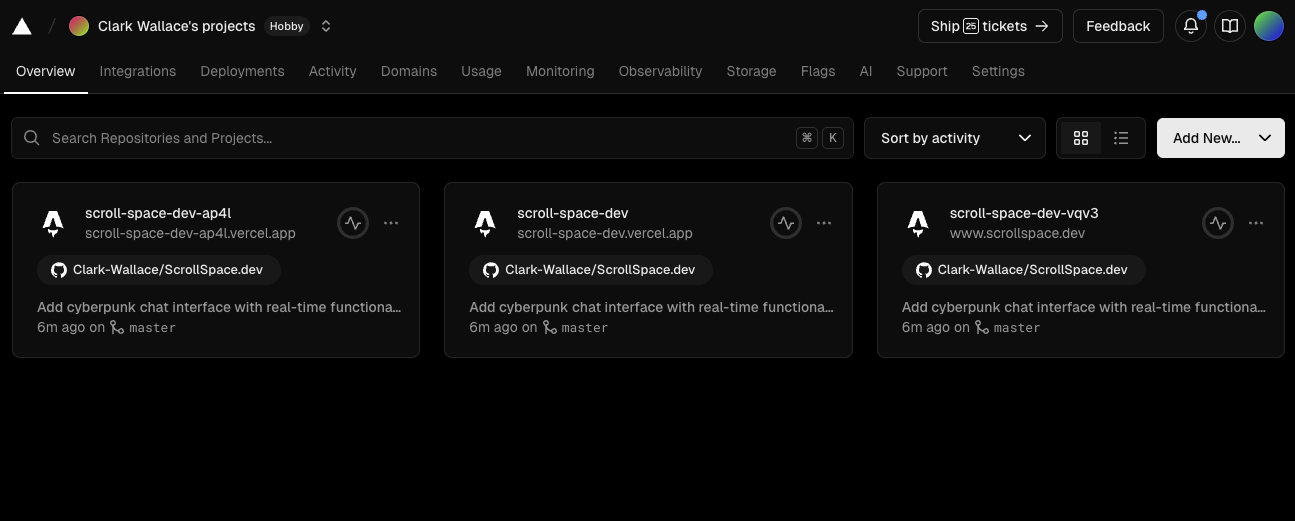 Clark Wallace's projects Hobby Ship 25 tickets → Feedback
Overview Integrations Deployments Activity Domains Usage Monitoring Observability Storage Flags AI Support Settings
Search Repositories and Projects... ⌘ K Sort by activity Add New...
scroll-space-dev-ap4l
scroll-space-dev-ap4l.vercel.app
Clark-Wallace/ScrollSpace.dev
Add cyberpunk chat interface with real-time functiona...
6m ago on master
scroll-space-dev
scroll-space-dev.vercel.app
Clark-Wallace/ScrollSpace.dev
Add cyberpunk chat interface with real-time functiona...
6m ago on master
scroll-space-dev-vqv3
www.scrollspace.dev
Clark-Wallace/ScrollSpace.dev
Add cyberpunk chat interface with real-time functiona...
6m ago on master